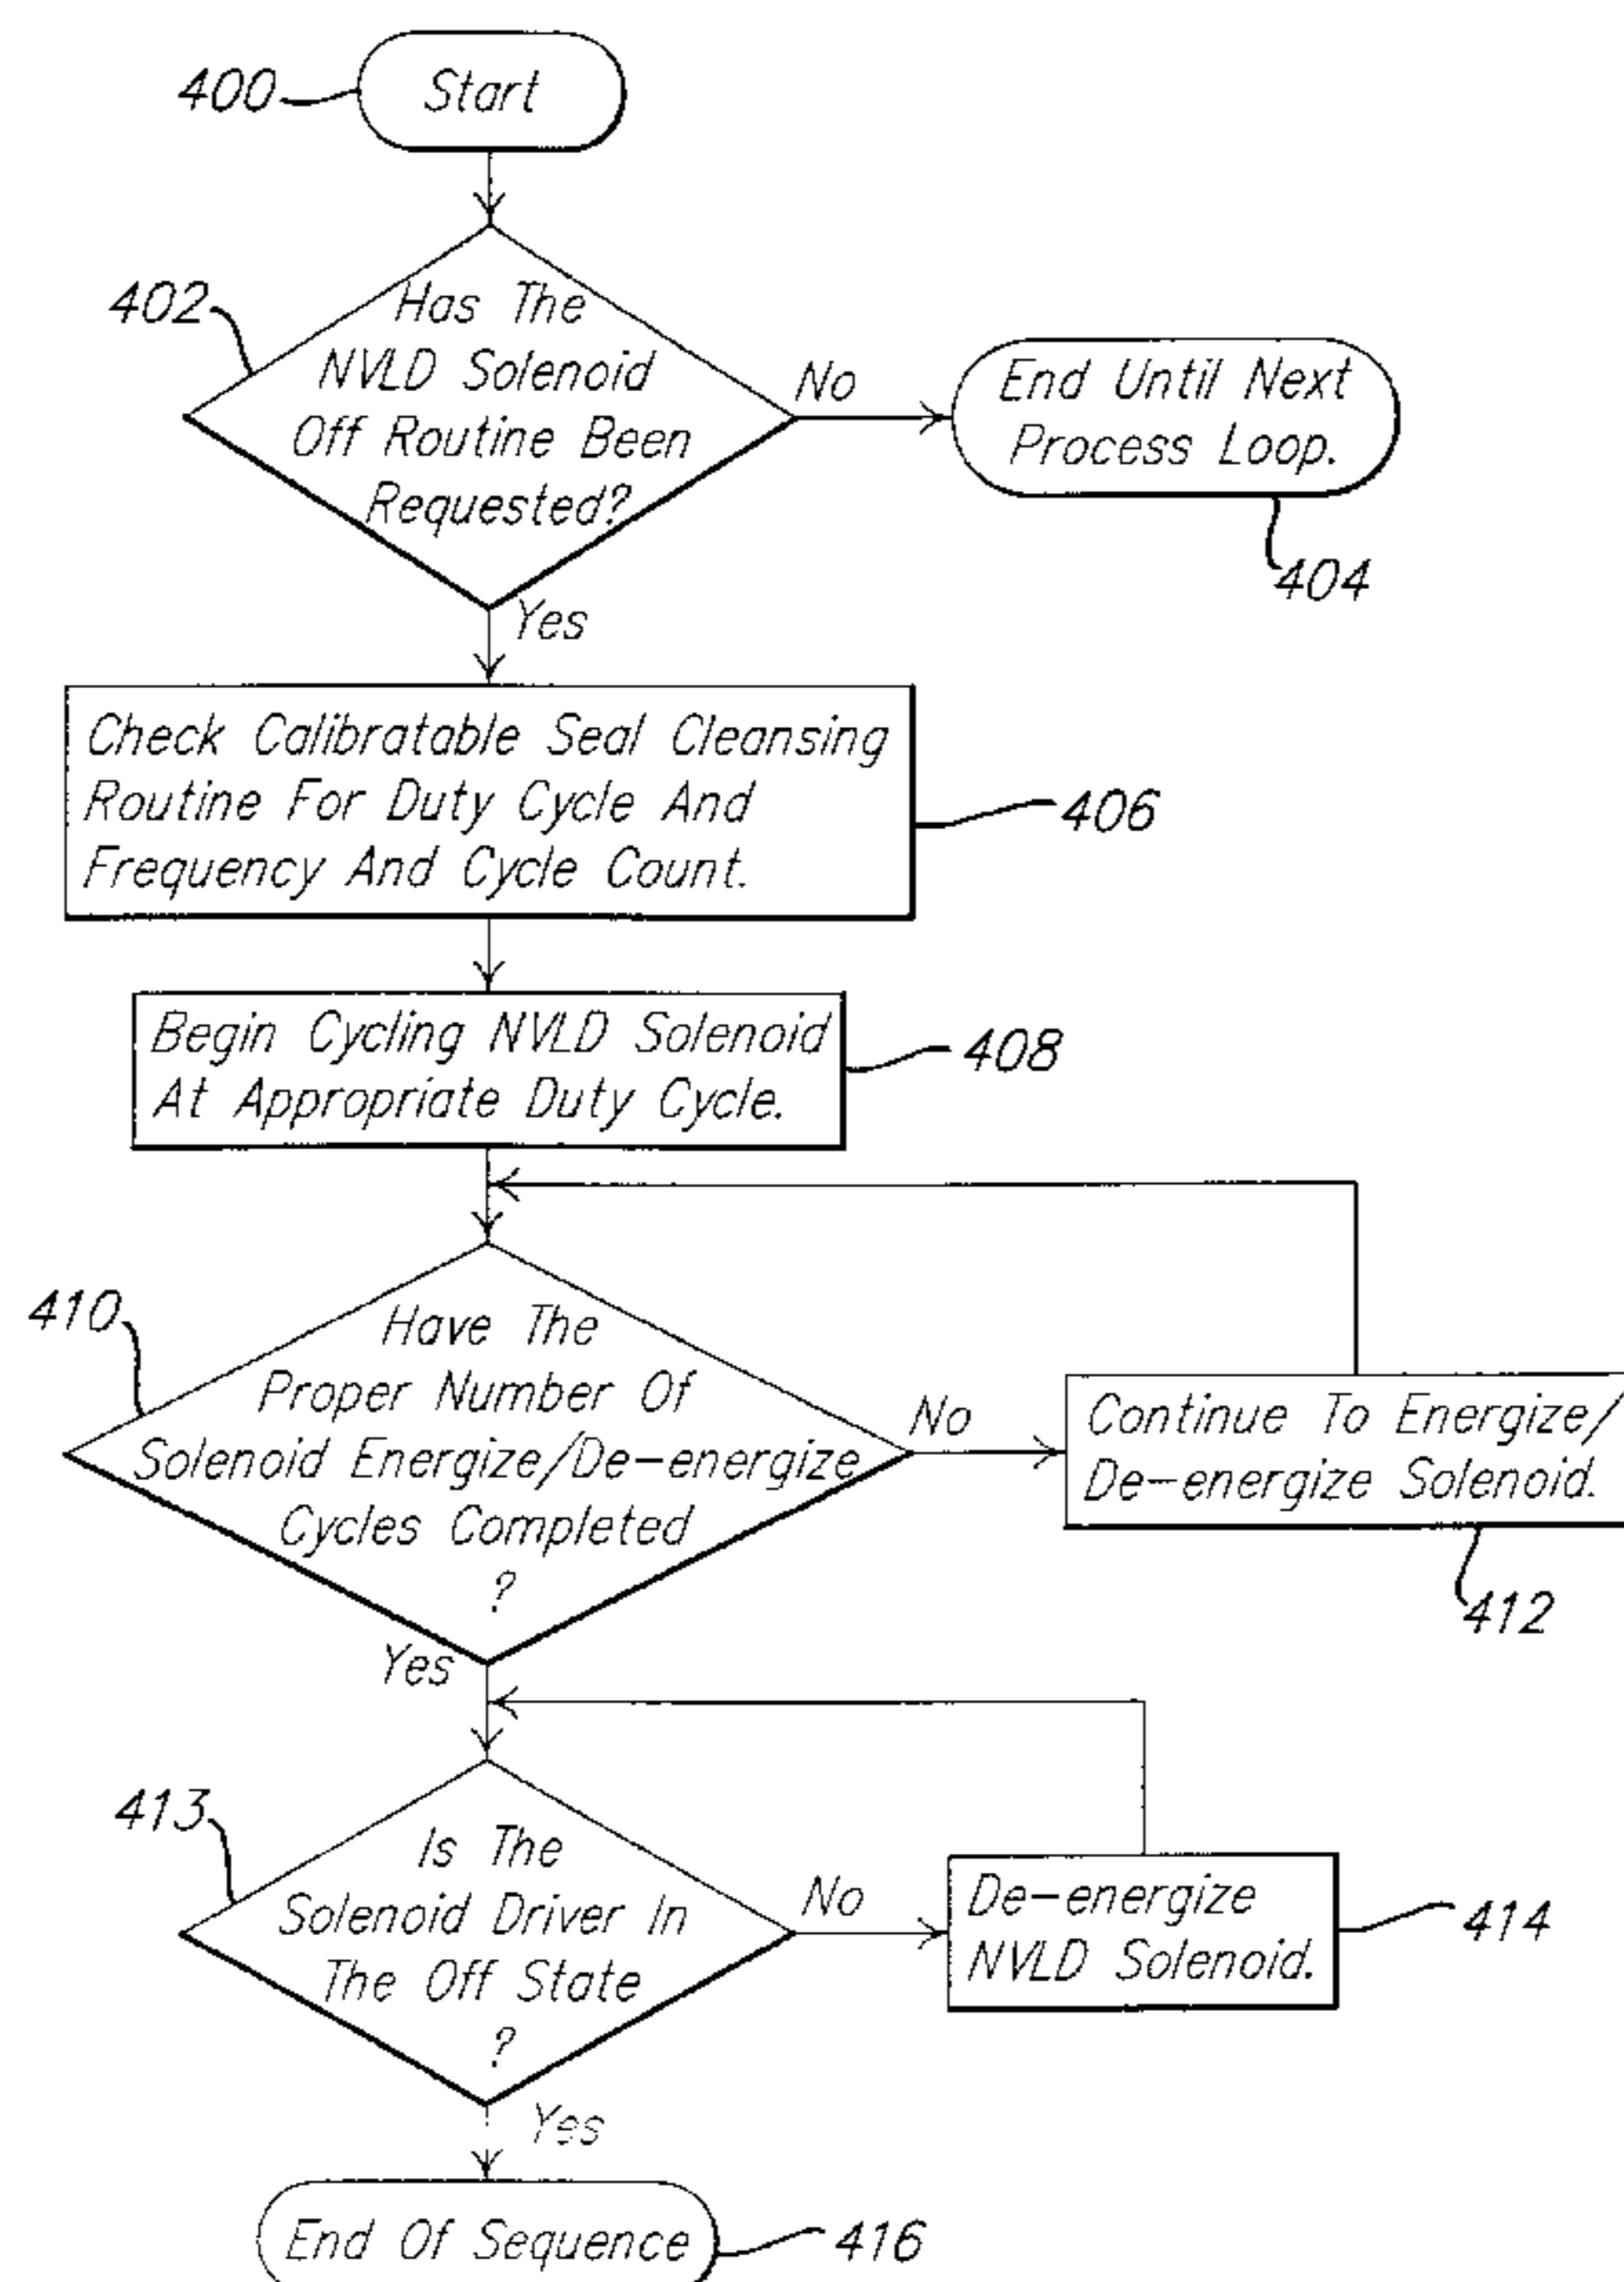 400
Start
402
Has The
NVLD Solenoid
Off Routine Been
Requested?
No
End Until Next
Process Loop.
404
Yes
Check Calibratable Seal Cleansing
Routine For Duty Cycle And
Frequency And Cycle Count.
406
Begin Cycling NVLD Solenoid
At Appropriate Duty Cycle.
408
410
Have The
Proper Number Of
Solenoid Energize/De-energize
Cycles Completed
?
No
Continue To Energize/
De-energize Solenoid.
412
Yes
413
Is The
Solenoid Driver In
The Off State
?
No
De-energize
NVLD Solenoid.
414
Yes
End Of Sequence
416